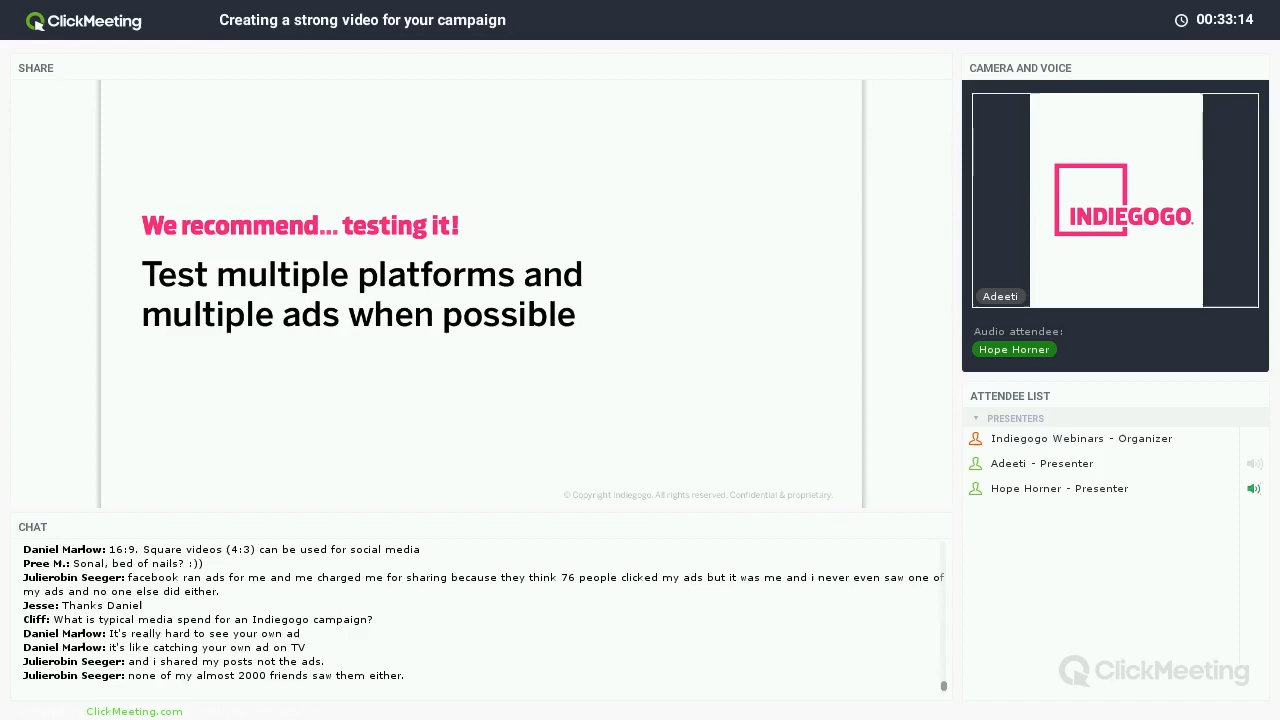 ClickMeeting
Creating a strong video for your campaign
00:33:14
SHARE
We recommend... testing it!
Test multiple platforms and
multiple ads when possible
© Copyright Indiegogo. All rights reserved. Confidential & proprietary.
CAMERA AND VOICE
INDIEGOGO.
Adeeti
Audio attendee:
Hope Horner
ATTENDEE LIST
PRESENTERS
Indiegogo Webinars - Organizer
Adeeti - Presenter
Hope Horner - Presenter
CHAT
Daniel Marlow: 16:9. Square videos (4:3) can be used for social media
Pree M.: Sonal, bed of nails? :))
Julierobin Seeger: facebook ran ads for me and me charged me for sharing because they think 76 people clicked my ads but it was me and i never even saw one of
my ads and no one else did either.
Jesse: Thanks Daniel
Cliff: What is typical media spend for an Indiegogo campaign?
Daniel Marlow: It's really hard to see your own ad
Daniel Marlow: it's like catching your own ad on TV
Julierobin Seeger: and i shared my posts not the ads.
Julierobin Seeger: none of my almost 2000 friends saw them either.
ClickMeeting
ClickMeeting.com